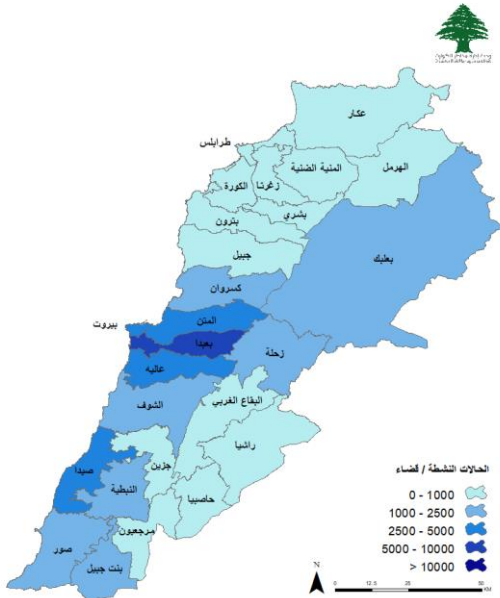 عكار
طرابلس
المنية الضنية
الهرمل
زغرتا
الكورة
بشري
بترون
جبيل
بعلبك
كسروان
المتن
بيروت
بعبدا
زحلة
عاليه
الشوف
البقاع الغربي
راشيا
صيدا
جزين
النبطية
حاصبيا
مرجعيون
صور
بنت جبيل
الحالات النشطة / قضاء
0 - 1000
1000 - 2500
2500 - 5000
5000 - 10000
> 10000
N
0 12.5 25 50
KM